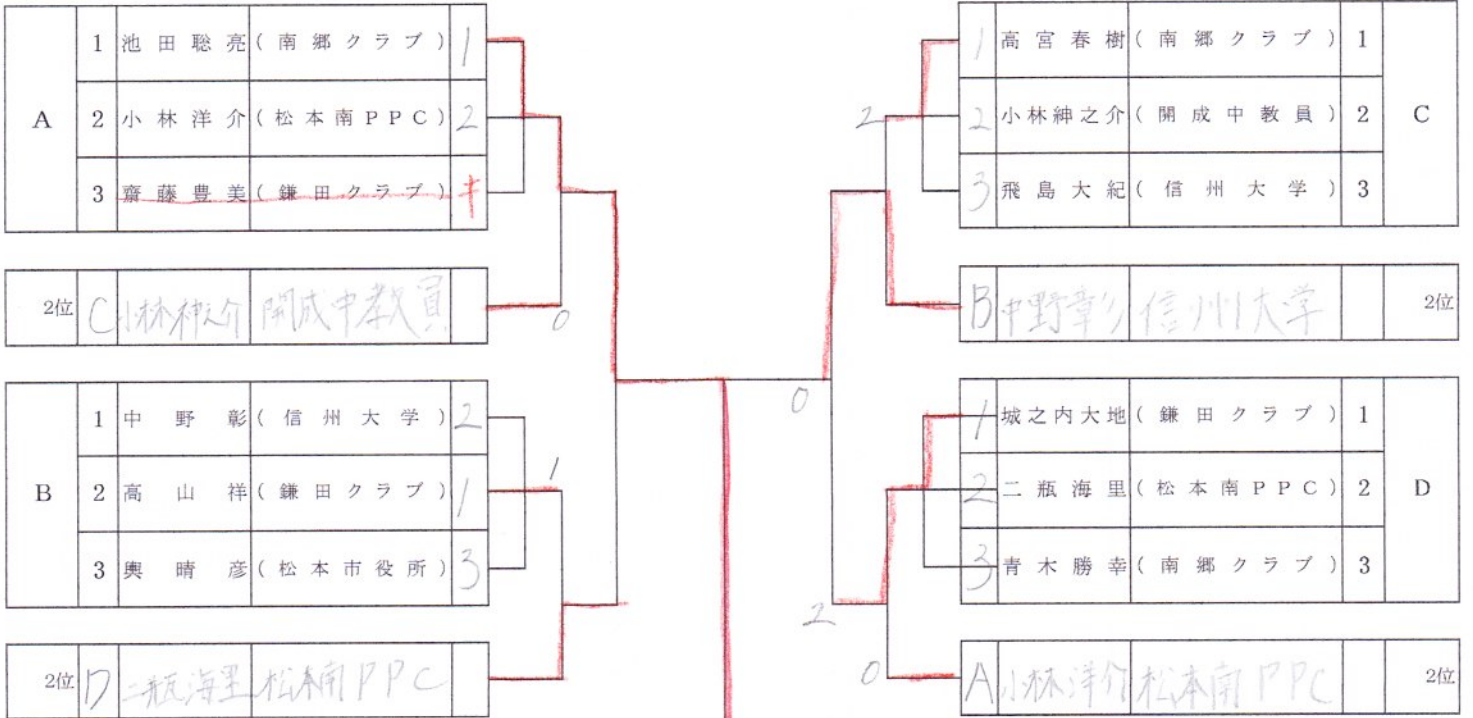 1 池田聡亮 (南郷クラブ) 1
A 2 小林洋介 (松本南PPC) 2
3 齋藤豊美 (鎌田クラブ) キ
2位 C 小林紳之介 開成中教員
0
1 中野彰 (信州大学) 2
B 2 高山祥 (鎌田クラブ) 1
1
3 輿晴彦 (松本市役所) 3
2位 D 二瓶海里 松本南PPC
1 高宮春樹 (南郷クラブ) 1
2
2 小林紳之介 (開成中教員) 2 C
3 飛島大紀 (信州大学) 3
B 中野彰 信州大学 2位
0
1 城之内大地 (鎌田クラブ) 1
2 二瓶海里 (松本南PPC) 2 D
3 青木勝幸 (南郷クラブ) 3
2
0
A 小林洋介 松本南PPC 2位